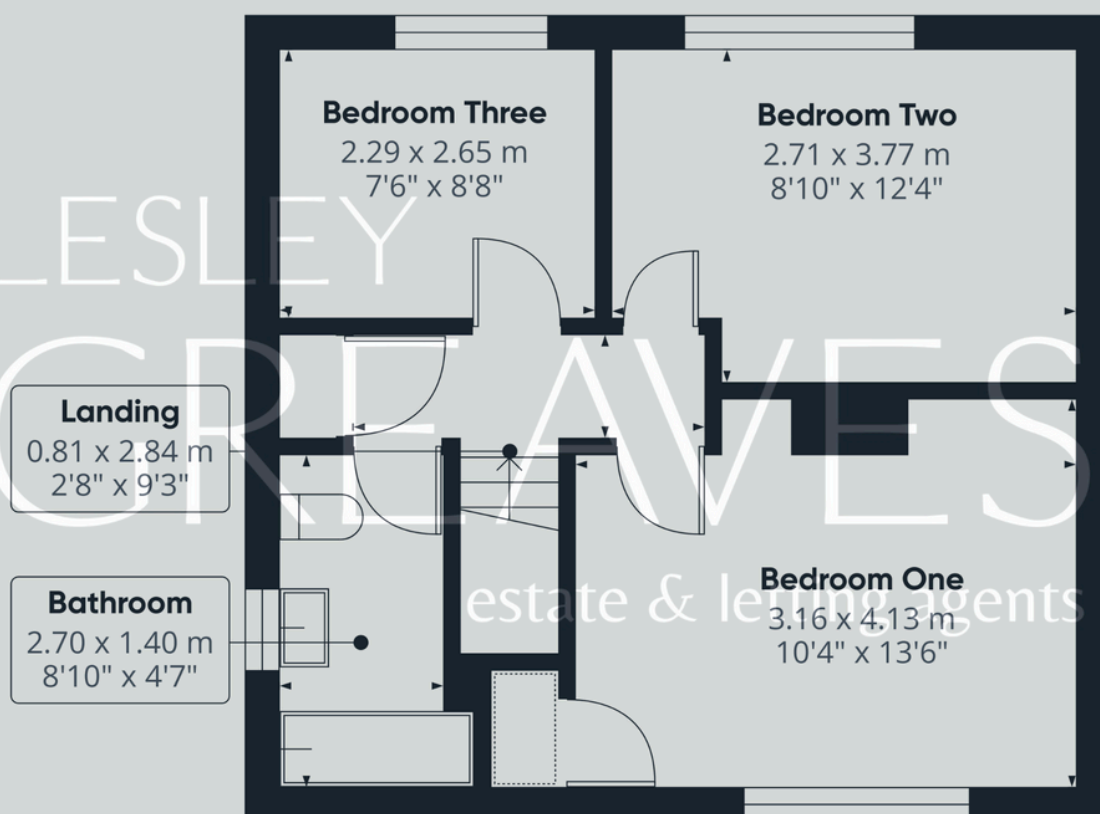 Bedroom Three
2.29 x 2.65 m
7'6" x 8'8"
Bedroom Two
2.71 x 3.77 m
8'10" x 12'4"
LESLEY
GREAVES
estate & letting agents
Landing
0.81 x 2.84 m
2'8" x 9'3"
Bathroom
2.70 x 1.40 m
8'10" x 4'7"
Bedroom One
3.16 x 4.13 m
10'4" x 13'6"